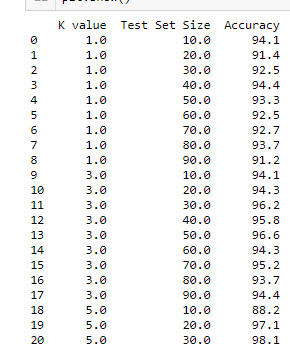 K value Test Set Size Accuracy
0 1.0 10.0 94.1
1 1.0 20.0 91.4
2 1.0 30.0 92.5
3 1.0 40.0 94.4
4 1.0 50.0 93.3
5 1.0 60.0 92.5
6 1.0 70.0 92.7
7 1.0 80.0 93.7
8 1.0 90.0 91.2
9 3.0 10.0 94.1
10 3.0 20.0 94.3
11 3.0 30.0 96.2
12 3.0 40.0 95.8
13 3.0 50.0 96.6
14 3.0 60.0 94.3
15 3.0 70.0 95.2
16 3.0 80.0 93.7
17 3.0 90.0 94.4
18 5.0 10.0 88.2
19 5.0 20.0 97.1
20 5.0 30.0 98.1